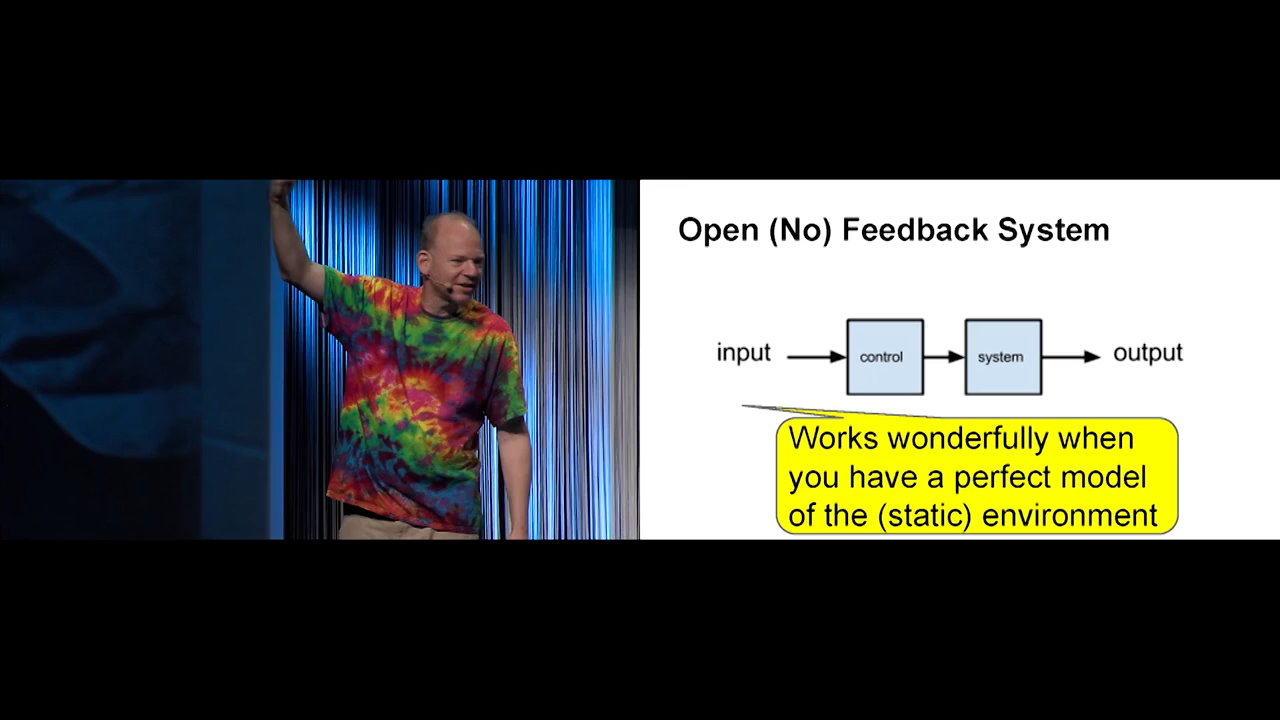 Open (No) Feedback System
input
control
system
output
Works wonderfully when
you have a perfect model
of the (static) environment